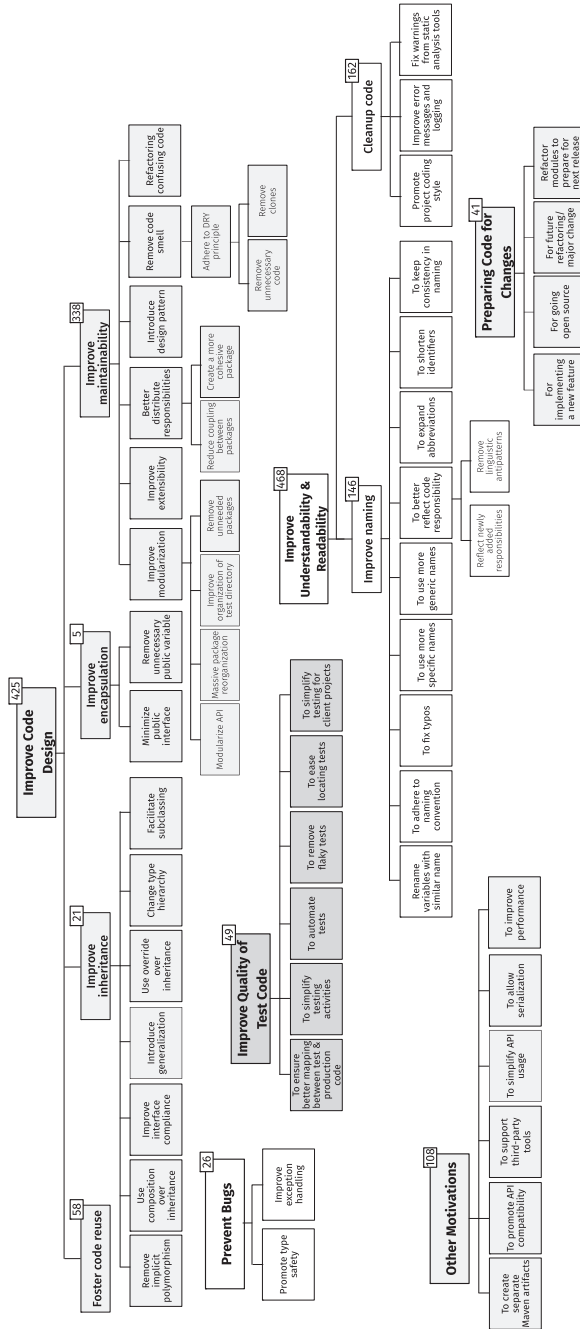 425
Improve Code
Design
58
Foster code reuse
21
Improve
inheritance
5
Improve
encapsulation
338
Improve
maintainability
Remove
implicit
polymorphism
Use
composition
over
inheritance
Improve
interface
compliance
Introduce
generalization
Use override
over
inheritance
Change type
hierarchy
Facilitate
subclassing
Minimize
public
interface
Remove
unnecessary
public variable
Improve
modularization
Improve
extensibility
Better
distribute
responsibilities
Introduce
design pattern
Remove code
smell
Refactoring
confusing code
Modularize API
Massive package
reorganization
Improve
organization of
test directory
Remove
unneeded
packages
Reduce coupling
between
packages
Create a more
cohesive
package
Adhere to DRY
principle
Remove
unnecessary
code
Remove
clones
26
Prevent Bugs
Promote type
safety
Improve
exception
handling
49
Improve Quality of
Test Code
To ensure
better mapping
between test &
production
code
To simplify
testing
activities
To automate
tests
To remove
flaky tests
To ease
locating tests
To simplify
testing for
client projects
468
Improve
Understandability &
Readability
146
Improve naming
162
Cleanup code
Rename
variables with
similar name
To adhere to
naming
convention
To fix typos
To use more
specific names
To use more
generic names
To better
reflect code
responsibility
To expand
abbreviations
To shorten
identifiers
To keep
consistency in
naming
Promote
project coding
style
Improve error
messages and
logging
Fix warnings
from static
analysis tools
Reflect newly
added
responsibilities
Remove
linguistic
antipatterns
108
Other Motivations
To create
separate
Maven artifacts
To promote API
compatibility
To support
third-party
tools
To simplify API
usage
To allow
serialization
To improve
performance
41
Preparing Code for
Changes
For
implementing
a new feature
For going
open source
For future
refactoring/
major change
Refactor
modules to
prepare for
next release